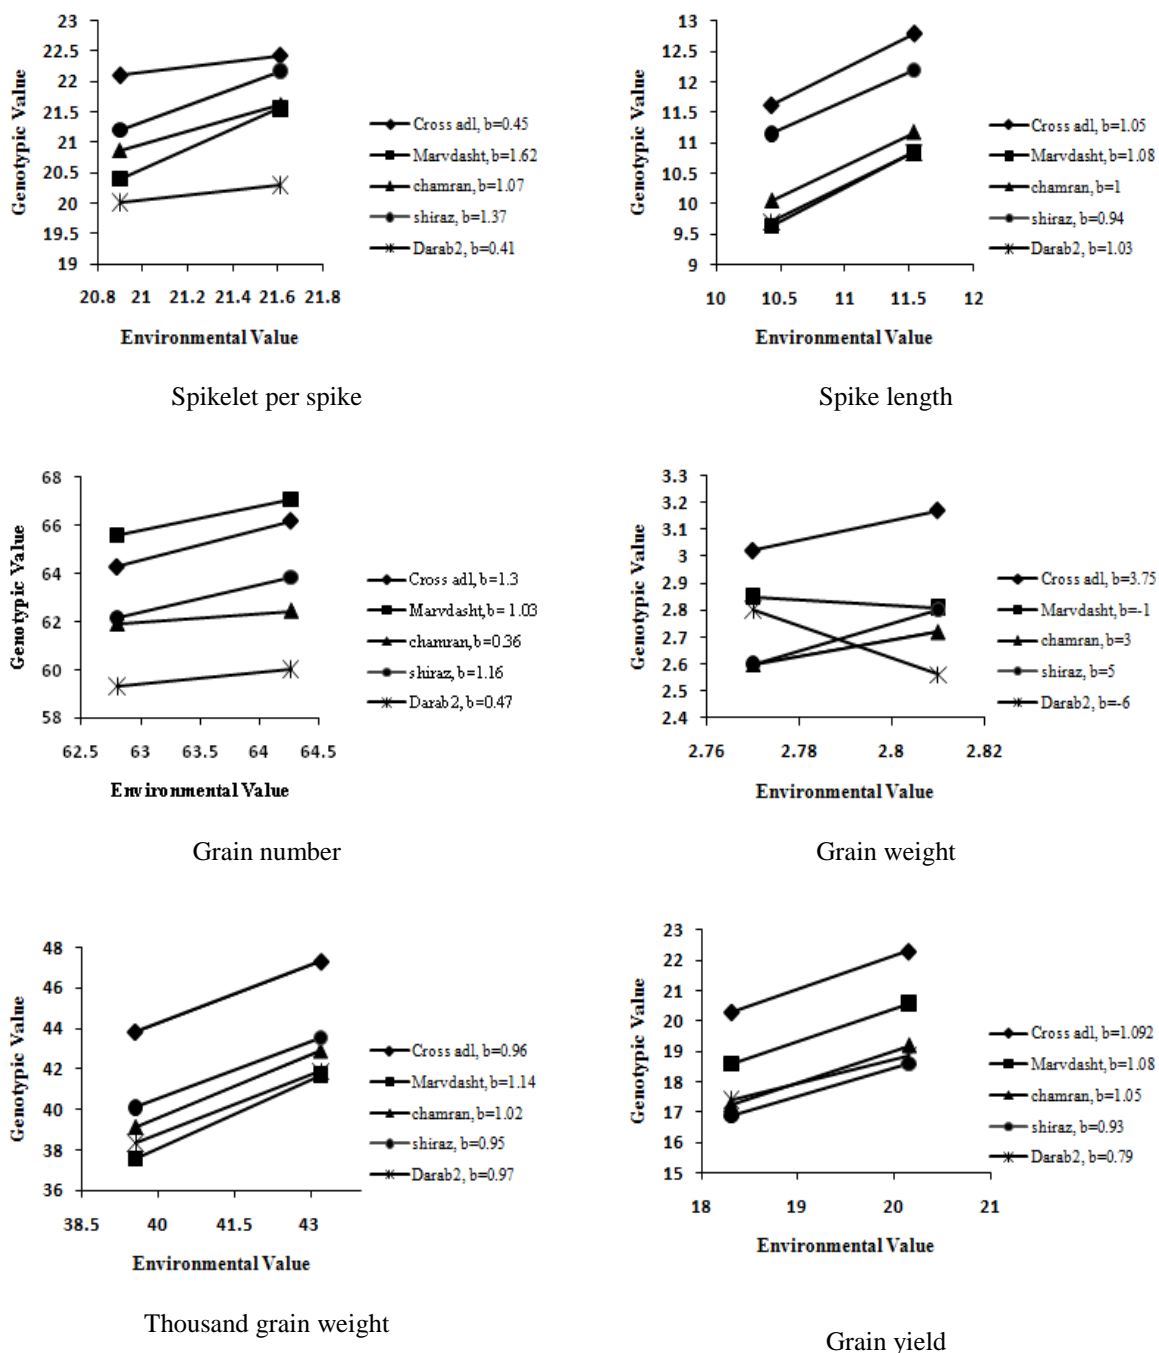 23
22.5
22
21.5
21
20.5
20
19.5
19
Genotypic Value
20.8 21 21.2 21.4 21.6 21.8
Environmental Value
Cross adl, b=0.45
Marvdasht, b=1.62
chamran, b=1.07
shiraz, b=1.37
Darab2, b=0.41
Spikelet per spike
13
12.5
12
11.5
11
10.5
10
9.5
9
Genotypic Value
10 10.5 11 11.5 12
Environmental Value
Cross adl, b=1.05
Marvdasht, b=1.08
chamran, b=1
shiraz, b=0.94
Darab2, b=1.03
Spike length
68
66
64
62
60
58
Genotypic Value
62.5 63 63.5 64 64.5
Environmental Value
Cross adl, b=1.3
Marvdasht, b= 1.03
chamran, b=0.36
shiraz, b=1.16
Darab2, b=0.47
Grain number
3.3
3.2
3.1
3
2.9
2.8
2.7
2.6
2.5
2.4
Genotypic Value
2.76 2.78 2.8 2.82
Environmental Value
Cross adl, b=3.75
Marvdasht, b=-1
chamran, b=3
shiraz, b=5
Darab2, b=-6
Grain weight
48
46
44
42
40
38
36
Genotypic Value
38.5 40 41.5 43
Environmental Value
Cross adl, b=0.96
Marvdasht, b=1.14
chamran, b=1.02
shiraz, b=0.95
Darab2, b=0.97
Thousand grain weight
23
22
21
20
19
18
17
16
15
Genotypic Value
18 19 20 21
Environmental Value
Cross adl, b=1.092
Marvdasht, b=1.08
chamran, b=1.05
shiraz, b=0.93
Darab2, b=0.79
Grain yield